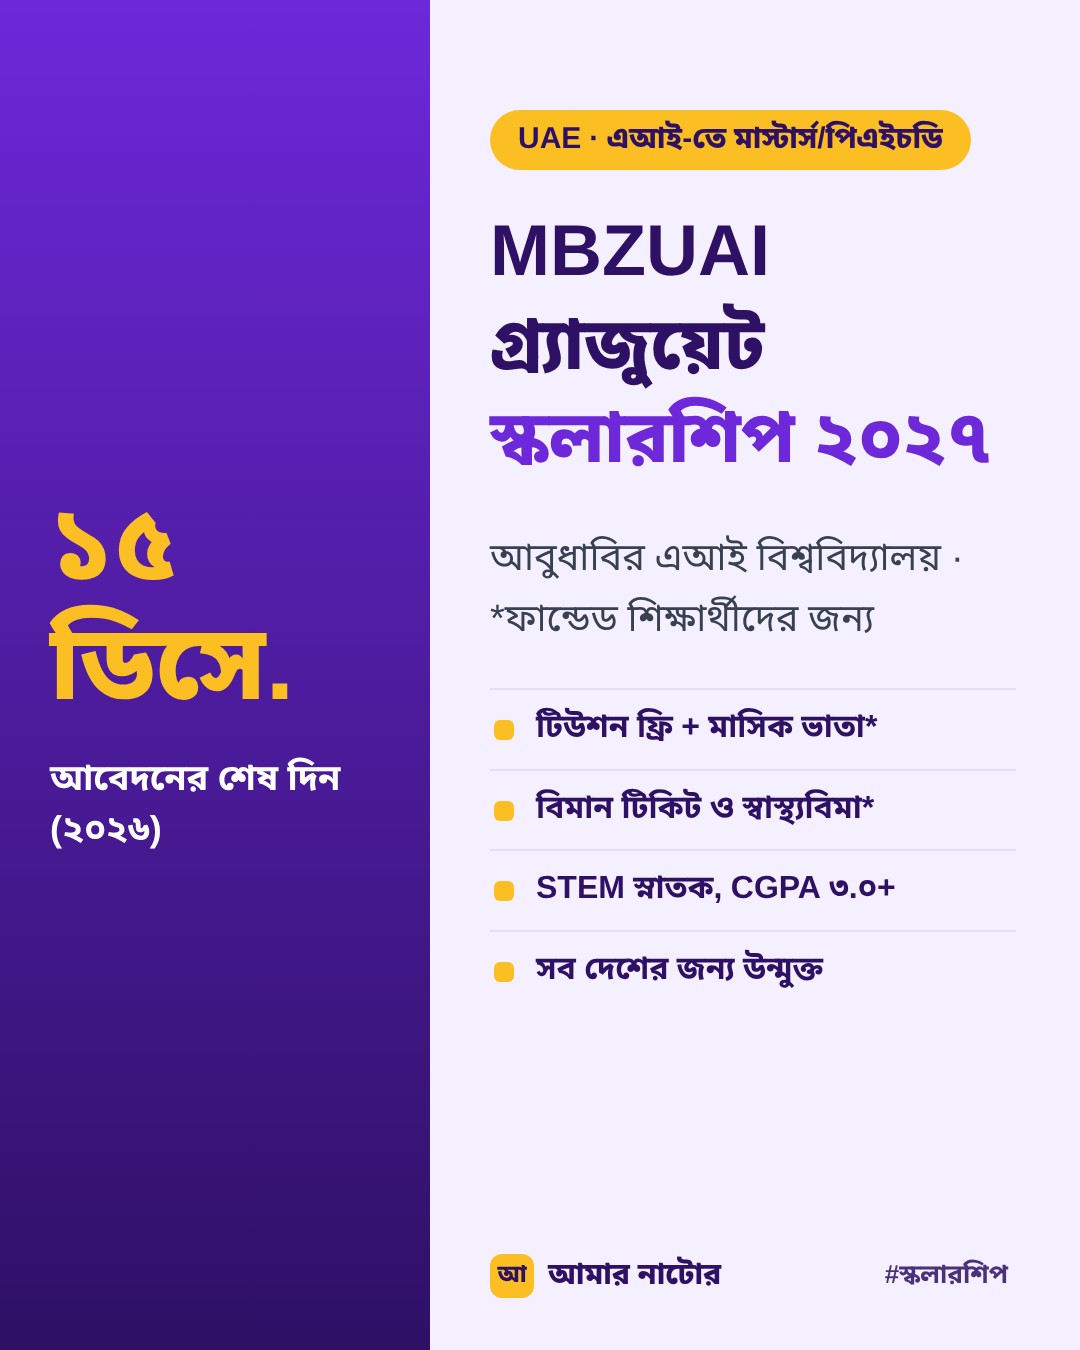 ১৫
ডিসে.
আবেদনের শেষ দিন
(২০২৬)
UAE · এআই-তে মাস্টার্স/পিএইচডি
MBZUAI
গ্র্যাজুয়েট
স্কলারশিপ ২০২৭
আবুধাবির এআই বিশ্ববিদ্যালয় ·
*ফান্ডেড শিক্ষার্থীদের জন্য
টিউশন ফ্রি + মাসিক ভাতা*
বিমান টিকিট ও স্বাস্থ্যবিমা*
STEM স্নাতক, CGPA ৩.০+
সব দেশের জন্য উন্মুক্ত
আ আমার নাটোর
#স্কলারশিপ